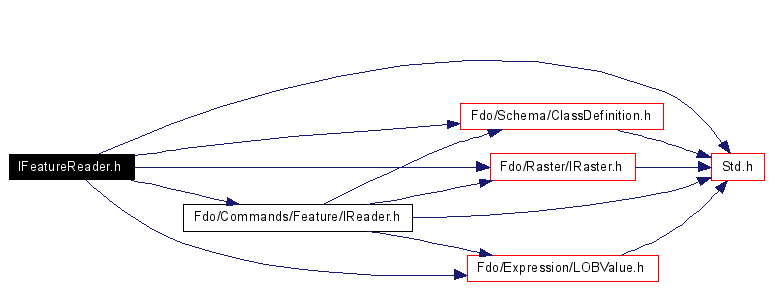 Fdo/Schema/ClassDefinition.h
IFeatureReader.h
Fdo/Raster/IRaster.h
Std.h
Fdo/Commands/Feature/IReader.h
Fdo/Expression/LOBValue.h